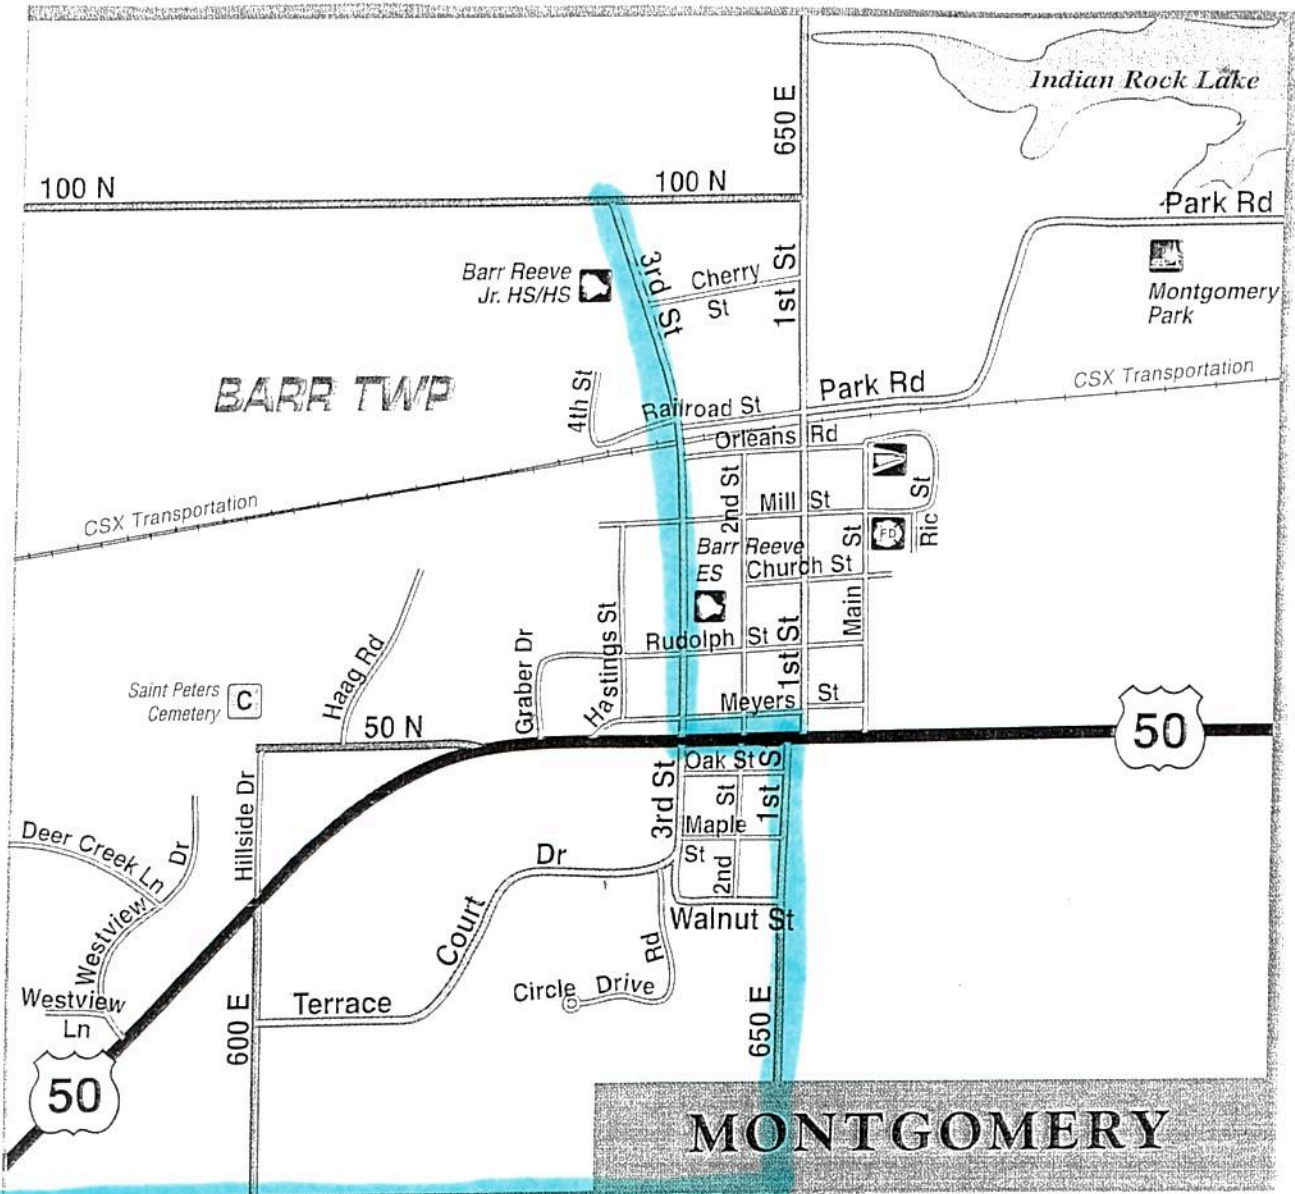 Indian Rock Lake
650 E
100 N
100 N
Park Rd
3rd St
Barr Reeve
Jr. HS/HS
Cherry
St
1st St
Montgomery
Park
BARR TWP
4th St
Railroad St
Park Rd
CSX Transportation
Orleans Rd
2nd St
Mill St
Ric St
CSX Transportation
FD
Barr Reeve
ES
Church St
Main St
Hastings St
Rudolph St
1st St
Graber Dr
Haag Rd
Saint Peters
Cemetery
C
Meyers St
50 N
50
Oak St
Hillside Dr
3rd St
2nd St
1st St
Maple
St
Deer Creek Ln
Westview Dr
Court Dr
Walnut St
Rd
Westview
Ln
Terrace
Circle Drive
600 E
650 E
50
MONTGOMERY